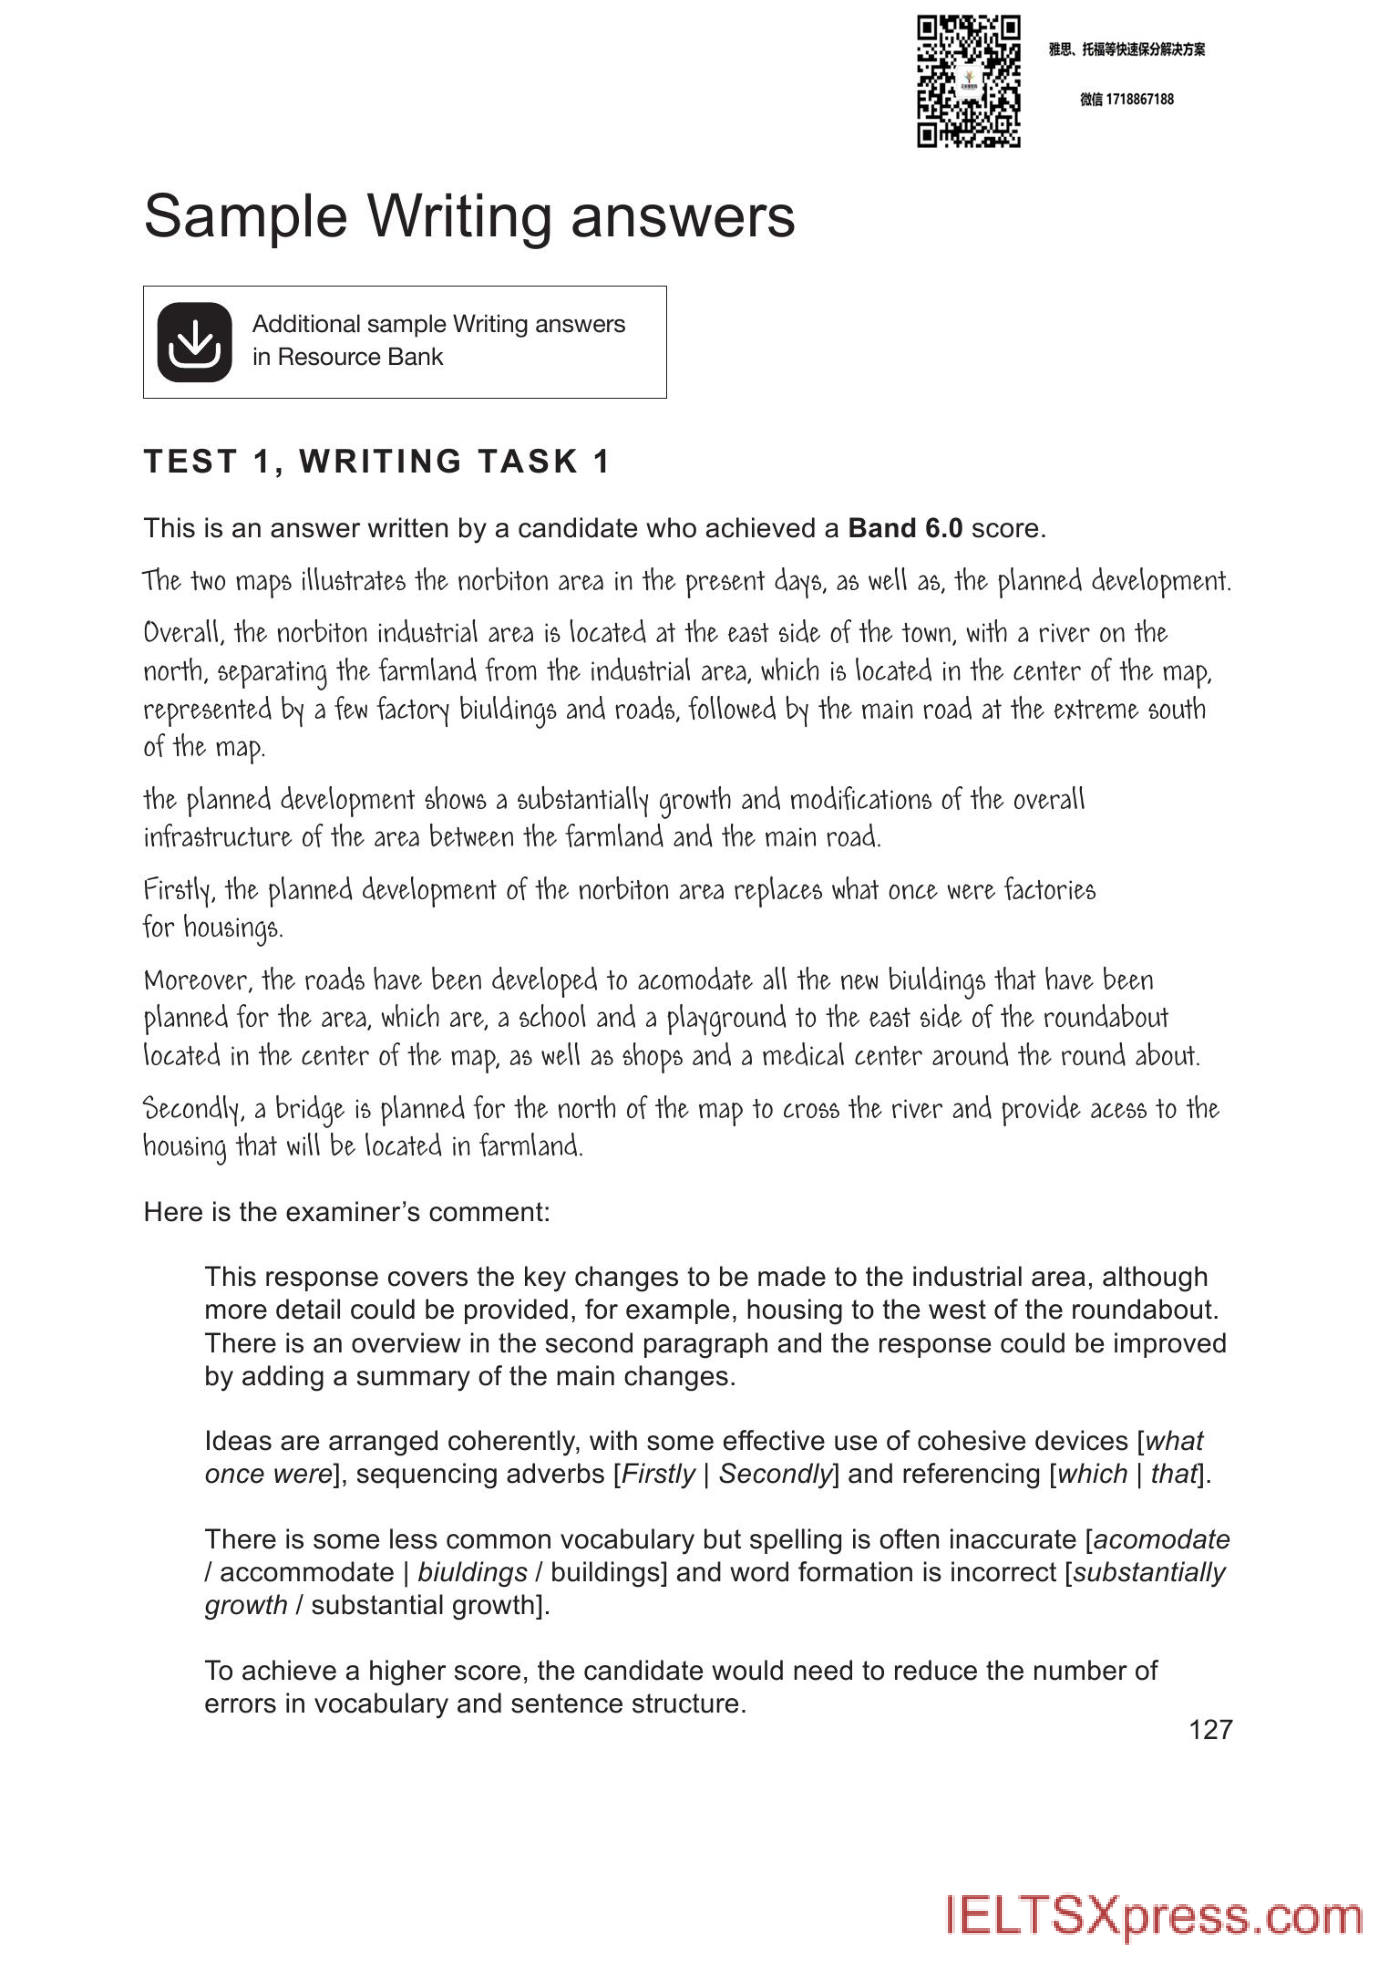 雅思、托福等快速保分解决方案
微信 1718867188
Sample Writing answers
Additional sample Writing answers
in Resource Bank
TEST 1, WRITING TASK 1
This is an answer written by a candidate who achieved a Band 6.0 score.
The two maps illustrates the norbiton area in the present days, as well as, the planned development.
Overall, the norbiton industrial area is located at the east side of the town, with a river on the
north, separating the farmland from the industrial area, which is located in the center of the map,
represented by a few factory biuldings and roads, followed by the main road at the extreme south
of the map.
the planned development shows a substantially growth and modifications of the overall
infrastructure of the area between the farmland and the main road.
Firstly, the planned development of the norbiton area replaces what once were factories
for housings.
Moreover, the roads have been developed to acomodate all the new biuldings that have been
planned for the area, which are, a school and a playground to the east side of the roundabout
located in the center of the map, as well as shops and a medical center around the round about.
Secondly, a bridge is planned for the north of the map to cross the river and provide acess to the
housing that will be located in farmland.
Here is the examiner's comment:
This response covers the key changes to be made to the industrial area, although
more detail could be provided, for example, housing to the west of the roundabout.
There is an overview in the second paragraph and the response could be improved
by adding a summary of the main changes.
Ideas are arranged coherently, with some effective use of cohesive devices [what
once were], sequencing adverbs [Firstly | Secondly] and referencing [which | that].
There is some less common vocabulary but spelling is often inaccurate [acomodate
/ accommodate | biuldings / buildings] and word formation is incorrect [substantially
growth / substantial growth].
To achieve a higher score, the candidate would need to reduce the number of
errors in vocabulary and sentence structure.
127
IELTSXpress.com